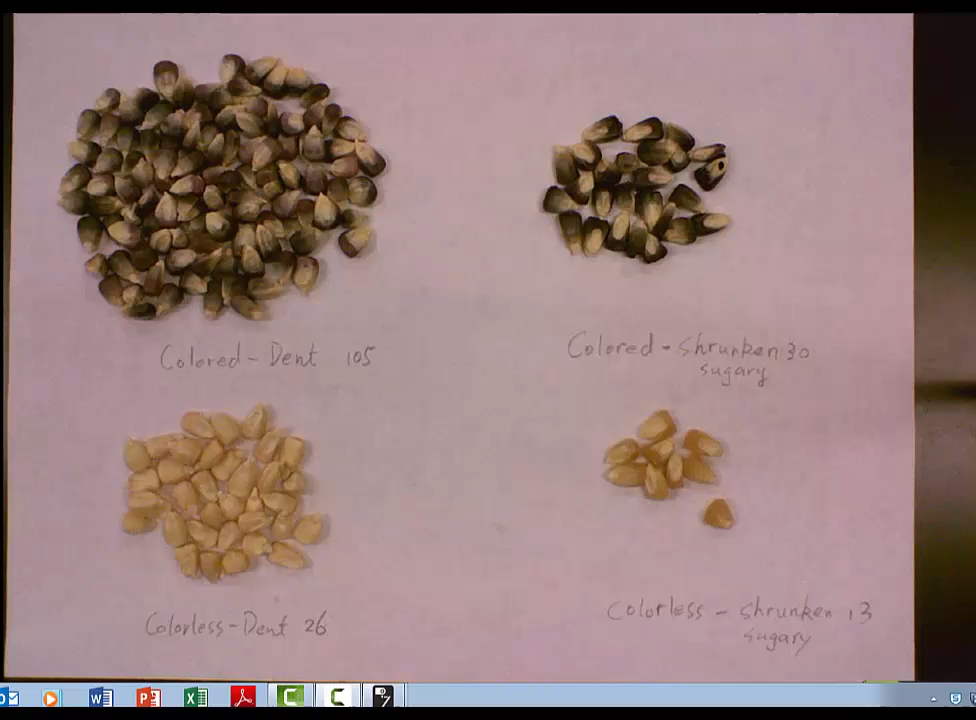 Colored - Dent 105
Colored - Shrunken 30
sugary
Colorless - Dent 26
Colorless - Shrunken 13
sugary